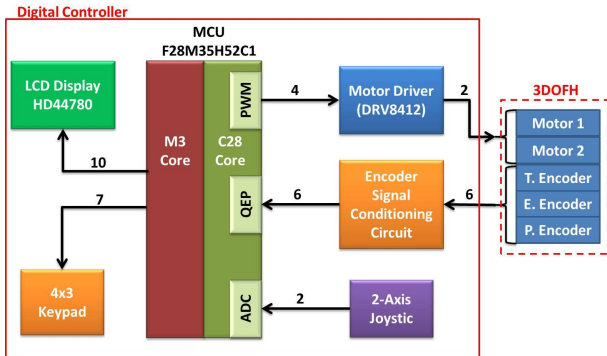 Digital Controller
MCU
F28M35H52C1
LCD Display
HD44780
M3
Core
C28
Core
PWM
QEP
ADC
4
Motor Driver
(DRV8412)
2
3DOFH
Motor 1
Motor 2
T. Encoder
E. Encoder
P. Encoder
10
7
6
Encoder
Signal
Conditioning
Circuit
6
4x3
Keypad
2
2-Axis
Joystic